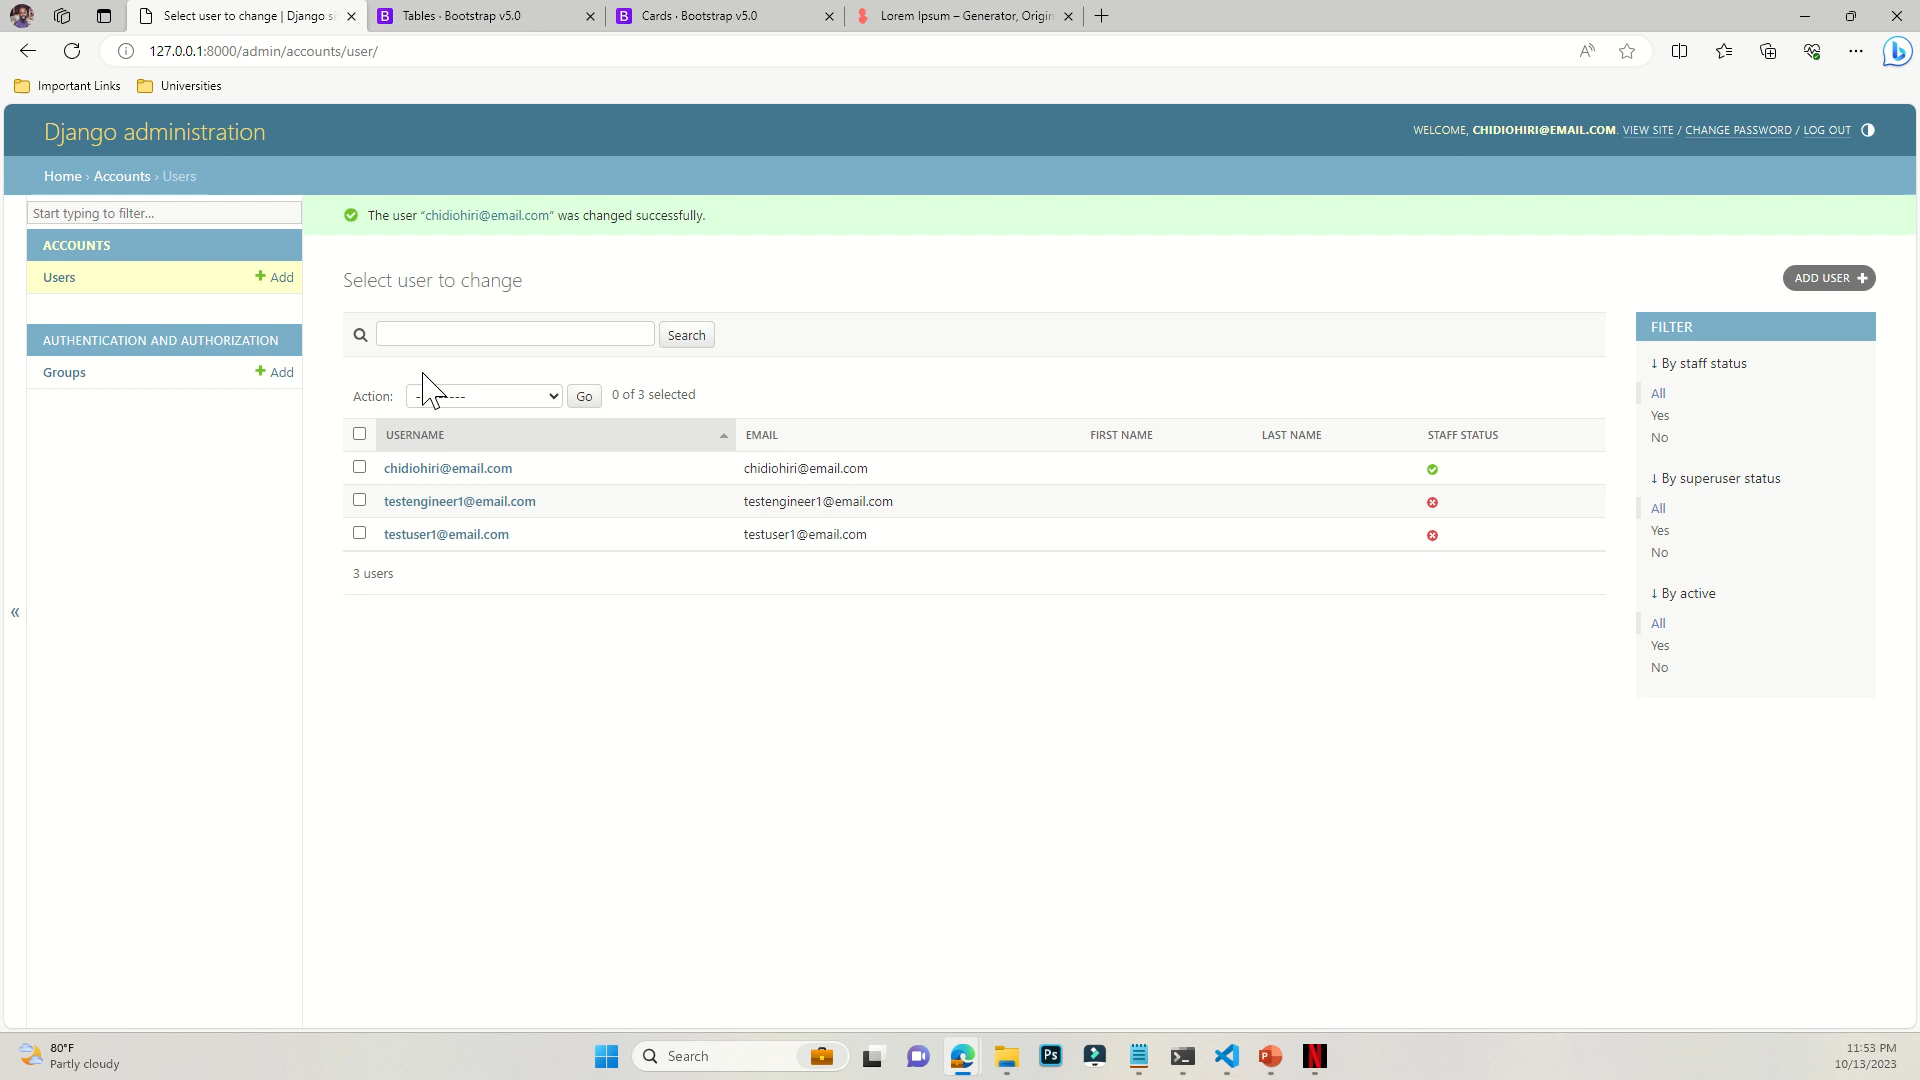 Select user to change | Django si
Tables · Bootstrap v5.0
Cards · Bootstrap v5.0
Lorem Ipsum – Generator, Origin
127.0.0.1:8000/admin/accounts/user/
Important Links
Universities
Django administration
WELCOME, CHIDIOHIRI@EMAIL.COM. VIEW SITE / CHANGE PASSWORD / LOG OUT
Home › Accounts › Users
Start typing to filter...
The user “chidiohiri@email.com” was changed successfully.
ACCOUNTS
Users
Add
AUTHENTICATION AND AUTHORIZATION
Groups
Add
Select user to change
ADD USER
Search
Action:
Go
0 of 3 selected
USERNAME EMAIL FIRST NAME LAST NAME STAFF STATUS
chidiohiri@email.com chidiohiri@email.com
testengineer1@email.com testengineer1@email.com
testuser1@email.com testuser1@email.com
3 users
FILTER
↓ By staff status
All
Yes
No
↓ By superuser status
All
Yes
No
↓ By active
All
Yes
No
«
80°F
Partly cloudy
Search
Ps
P
N
11:53 PM
10/13/2023